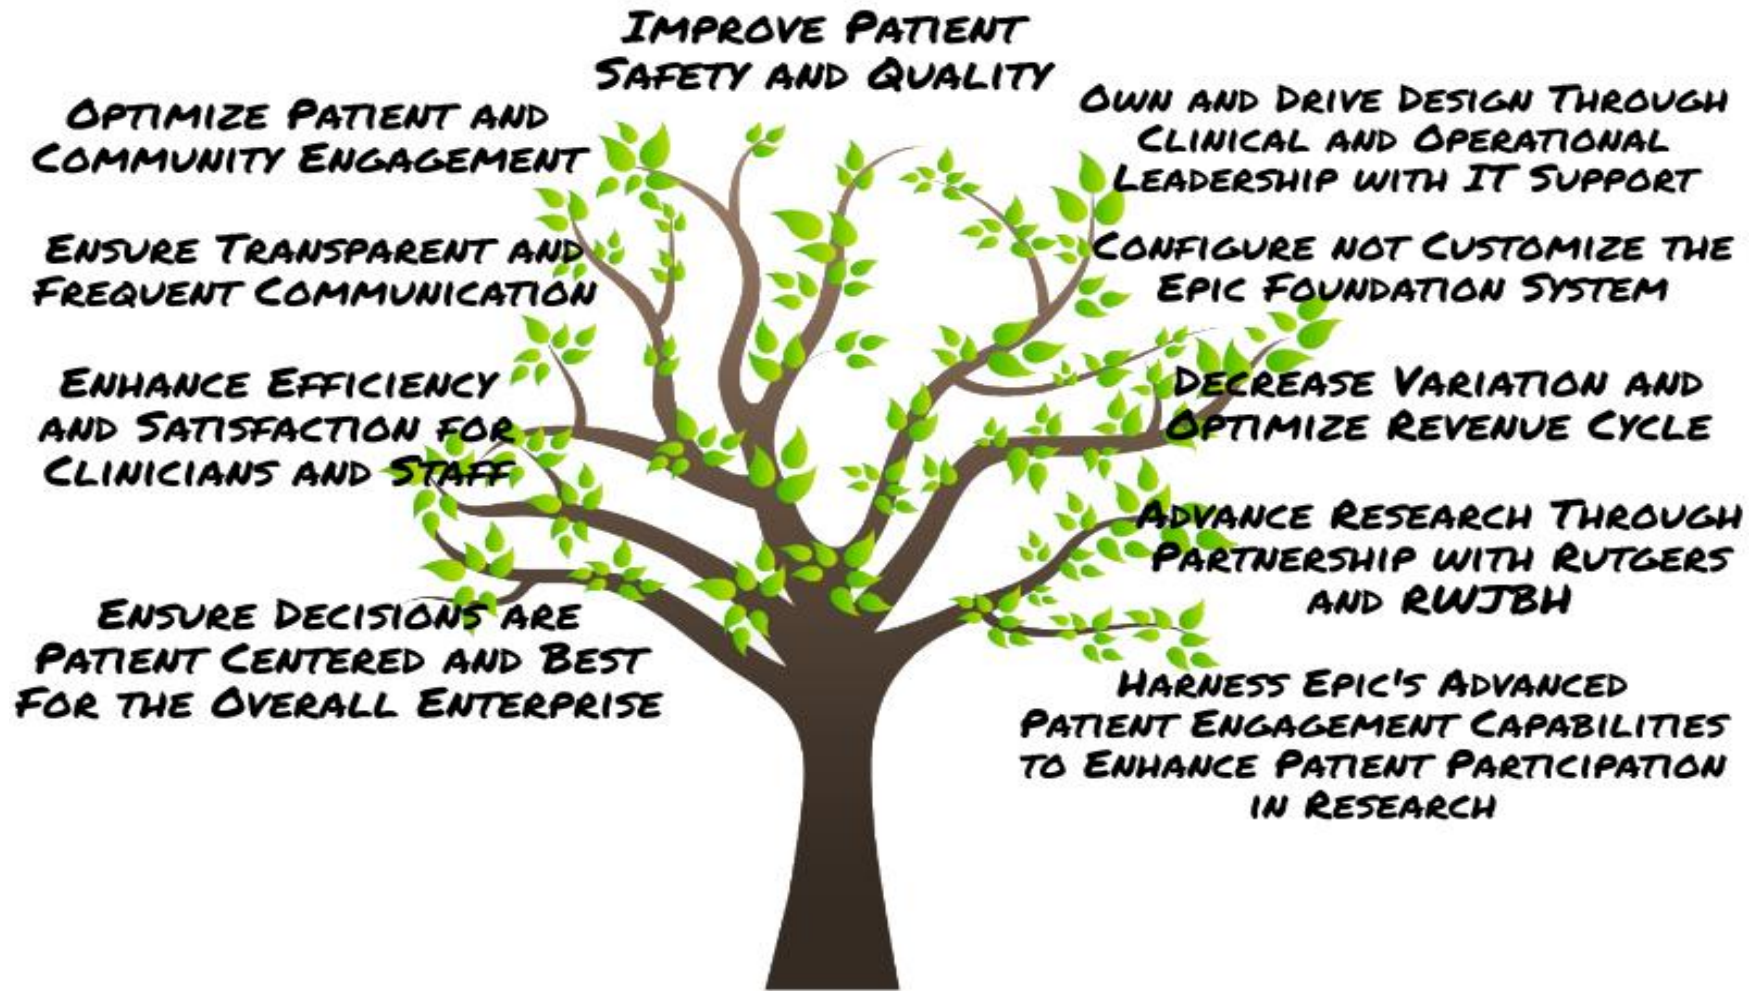 Improve Patient
Safety and Quality
Optimize Patient and
Community Engagement
Ensure Transparent and
Frequent Communication
Enhance Efficiency
and Satisfaction for
Clinicians and Staff
Ensure Decisions are
Patient Centered and Best
For the Overall Enterprise
Own and Drive Design Through
Clinical and Operational
Leadership with IT Support
Configure not Customize the
Epic Foundation System
Decrease Variation and
Optimize Revenue Cycle
Advance Research Through
Partnership with Rutgers
and RWJBH
Harness Epic's Advanced
Patient Engagement Capabilities
to Enhance Patient Participation
in Research